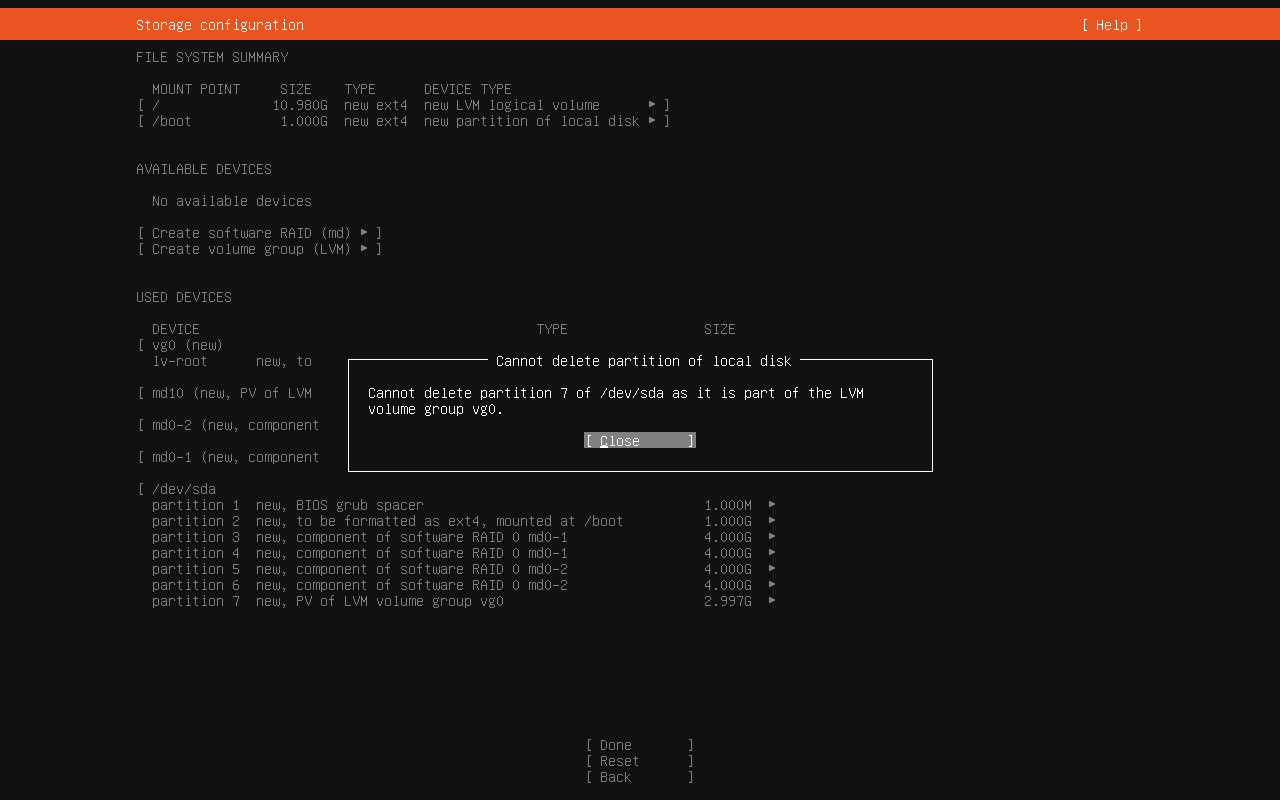 Storage configuration [ Help ]
FILE SYSTEM SUMMARY
MOUNT POINT SIZE TYPE DEVICE TYPE
[ / 10.980G new ext4 new LVM logical volume ▸ ]
[ /boot 1.000G new ext4 new partition of local disk ▸ ]
AVAILABLE DEVICES
No available devices
[ Create software RAID (md) ▸ ]
[ Create volume group (LVM) ▸ ]
USED DEVICES
DEVICE TYPE SIZE
[ vg0 (new)
lv-root new, to
[ md10 (new, PV of LVM
[ md0-2 (new, component
[ md0-1 (new, component
Cannot delete partition of local disk
Cannot delete partition 7 of /dev/sda as it is part of the LVM
volume group vg0.
[ Close ]
[ /dev/sda
partition 1 new, BIOS grub spacer 1.000M ▸
partition 2 new, to be formatted as ext4, mounted at /boot 1.000G ▸
partition 3 new, component of software RAID 0 md0-1 4.000G ▸
partition 4 new, component of software RAID 0 md0-1 4.000G ▸
partition 5 new, component of software RAID 0 md0-2 4.000G ▸
partition 6 new, component of software RAID 0 md0-2 4.000G ▸
partition 7 new, PV of LVM volume group vg0 2.997G ▸
[ Done ]
[ Reset ]
[ Back ]